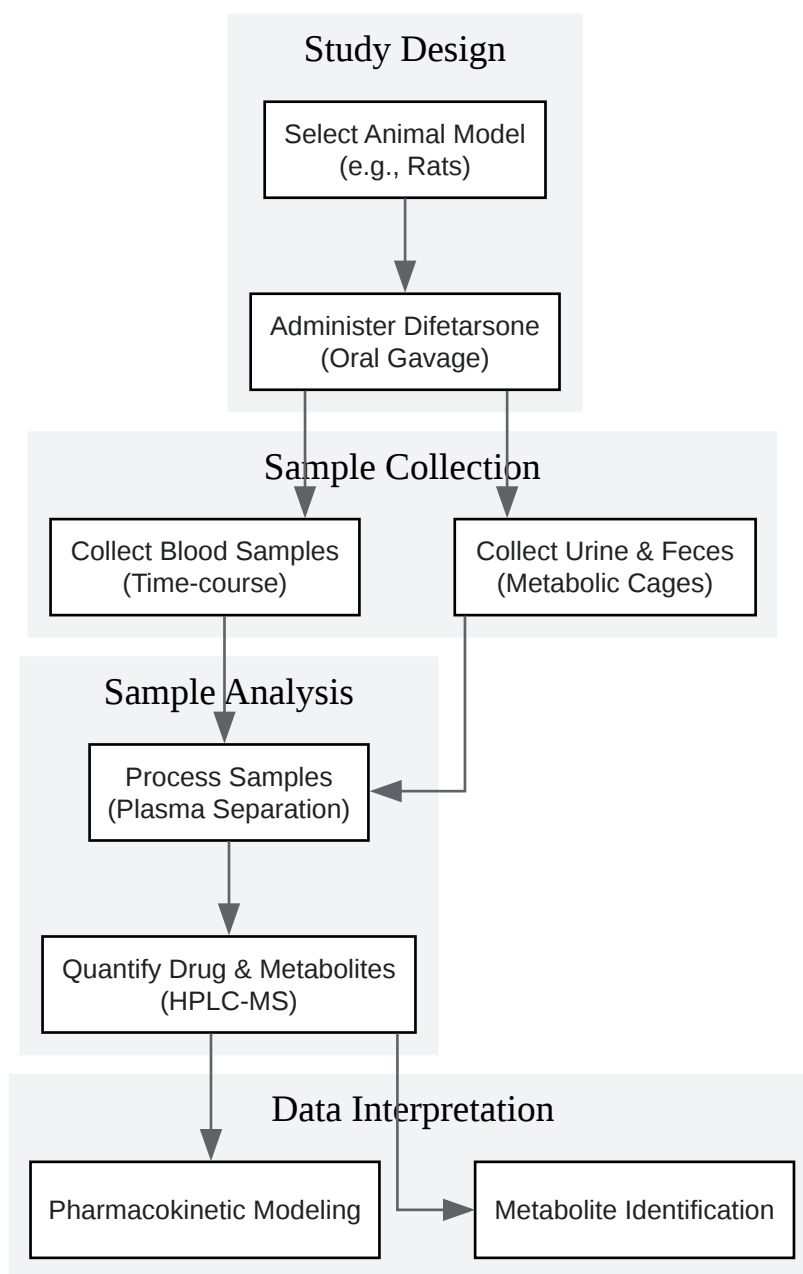 Study Design
Select Animal Model
(e.g., Rats)
Administer Difetarsone
(Oral Gavage)
Sample Collection
Collect Blood Samples
(Time-course)
Collect Urine & Feces
(Metabolic Cages)
Sample Analysis
Process Samples
(Plasma Separation)
Quantify Drug & Metabolites
(HPLC-MS)
Data Interpretation
Pharmacokinetic Modeling
Metabolite Identification